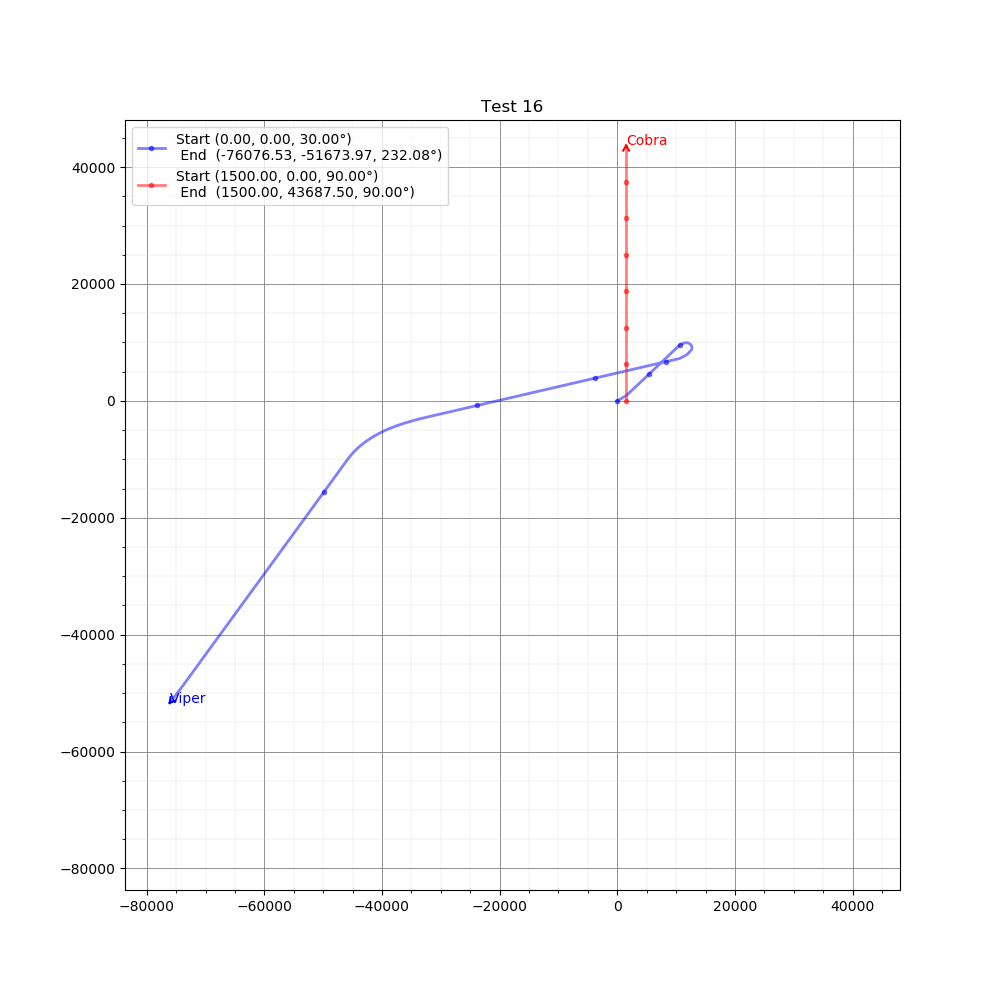 Test 16
Start (0.00, 0.00, 30.00°)
End (-76076.53, -51673.97, 232.08°)
Start (1500.00, 0.00, 90.00°)
End (1500.00, 43687.50, 90.00°)
Cobra
Viper
40000
20000
0
−20000
−40000
−60000
−80000
−80000 −60000 −40000 −20000 0 20000 40000